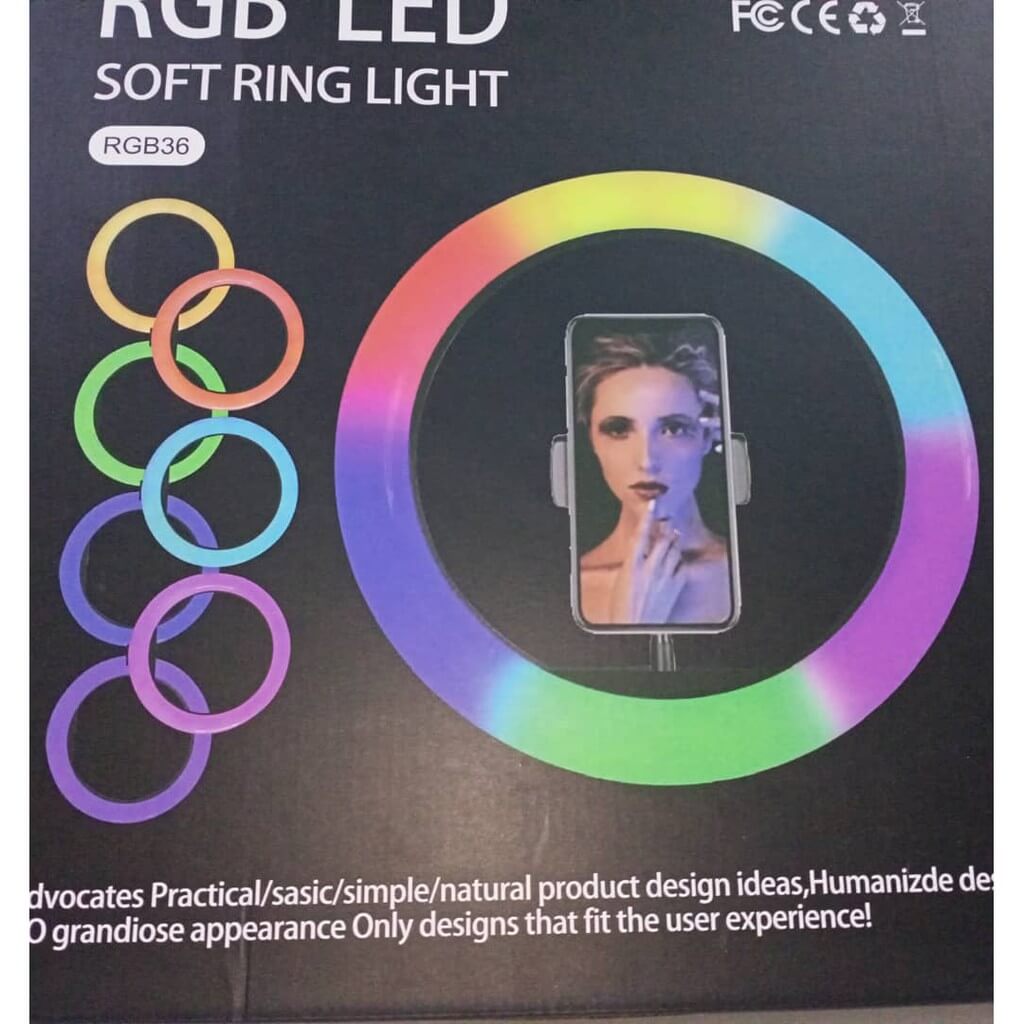 RGB LED
FC CE
SOFT RING LIGHT
RGB36
dvocates Practical/sasic/simple/natural product design ideas,Humanizde des
O grandiose appearance Only designs that fit the user experience!